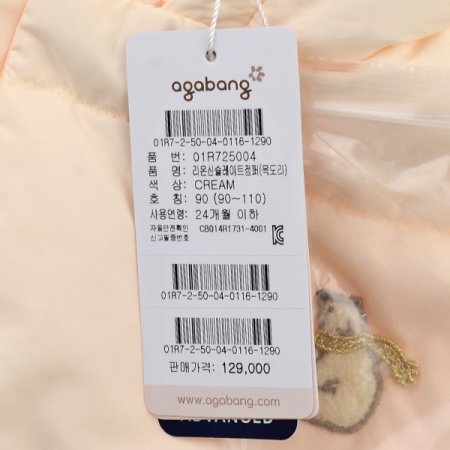 agabang
01R7-2-50-04-0116-1290
품 번: 01R725004
품 명: 리온신슐레이트점퍼(목도리)
색 상: CREAM
호 칭: 90 (90~110)
사용연령: 24개월 이하
자율안전확인
신고필증번호
CB014R1731-4001
01R7-2-50-04-0116-1290
01R7-2-50-04-0116-1290
판매가격: 129,000
www.agabang.com
ADVANCED